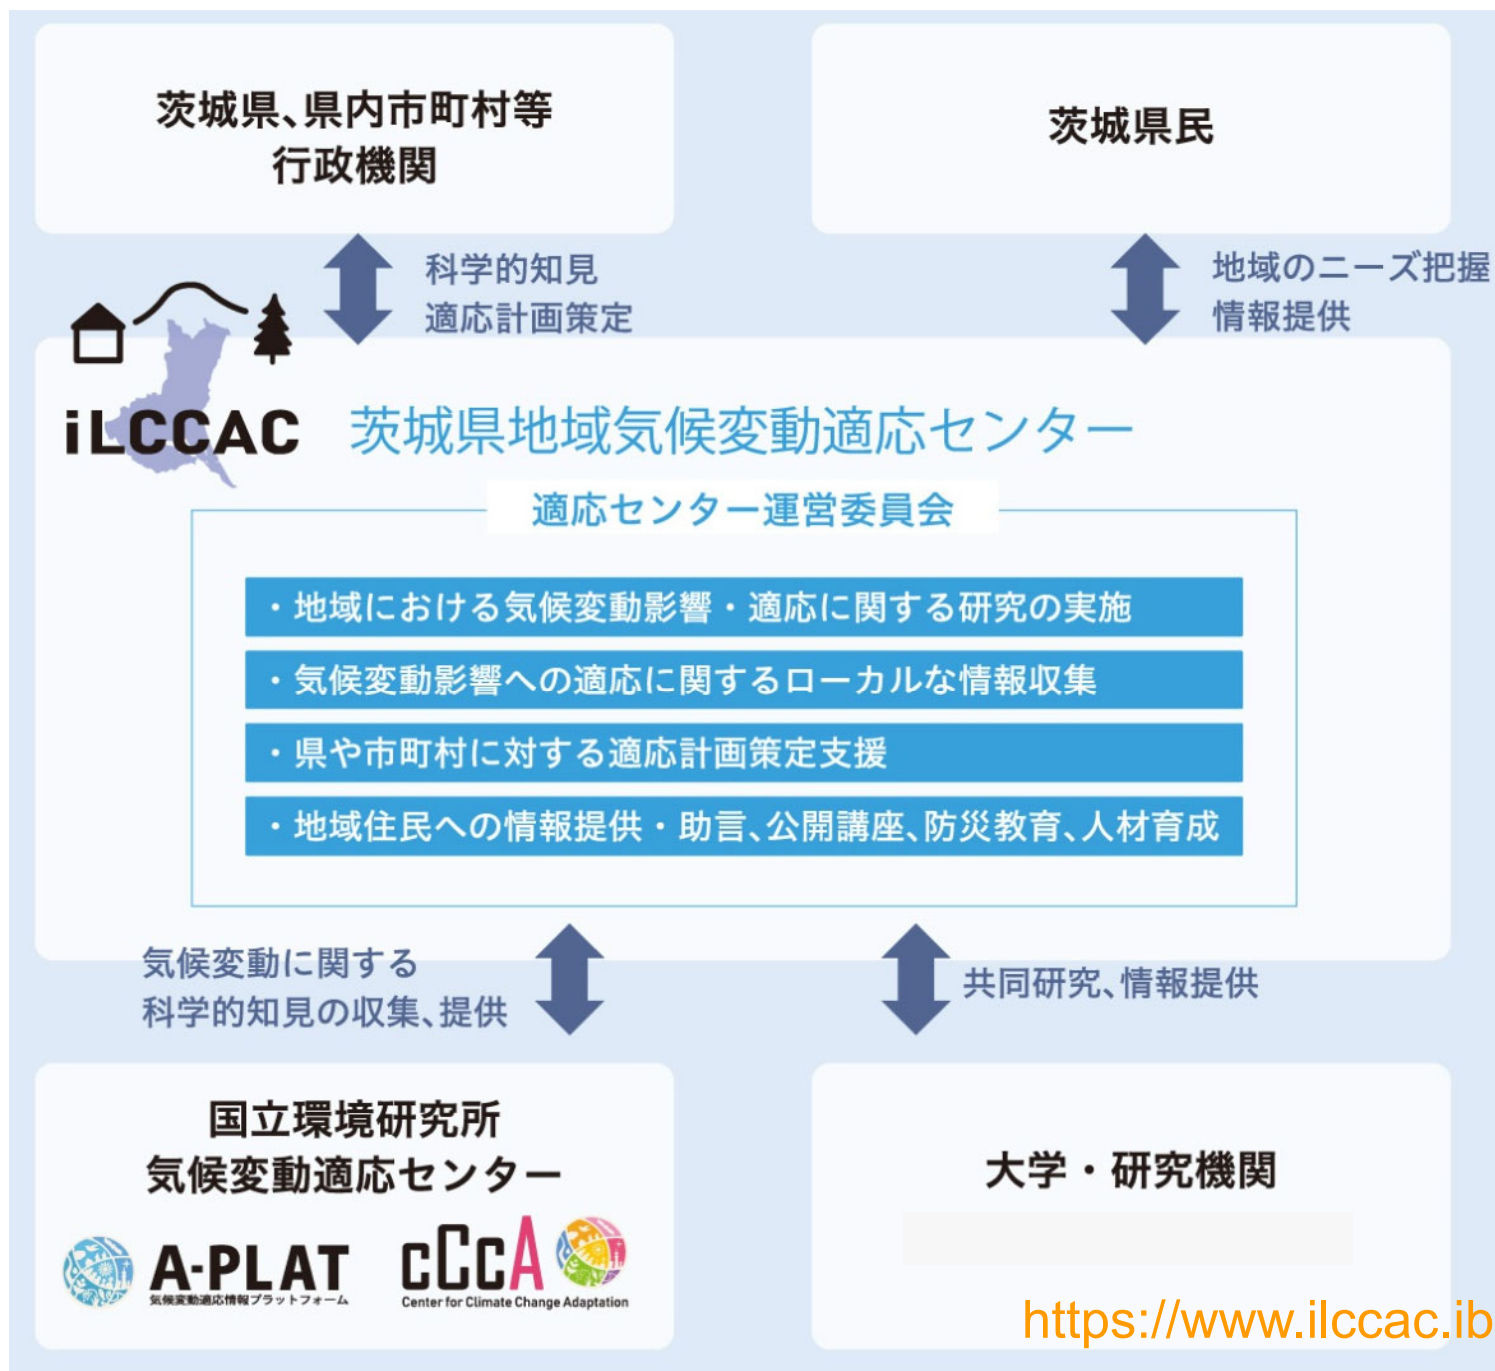 茨城県、県内市町村等
行政機関
茨城県民
科学的知見
適応計画策定
地域のニーズ把握
情報提供
iLCCAC
茨城県地域気候変動適応センター
適応センター運営委員会
・地域における気候変動影響・適応に関する研究の実施
・気候変動影響への適応に関するローカルな情報収集
・県や市町村に対する適応計画策定支援
・地域住民への情報提供・助言、公開講座、防災教育、人材育成
気候変動に関する
科学的知見の収集、提供
共同研究、情報提供
国立環境研究所
気候変動適応センター
A-PLAT
気候変動適応情報プラットフォーム
CCCA
Center for Climate Change Adaptation
大学・研究機関
https://www.ilccac.ib